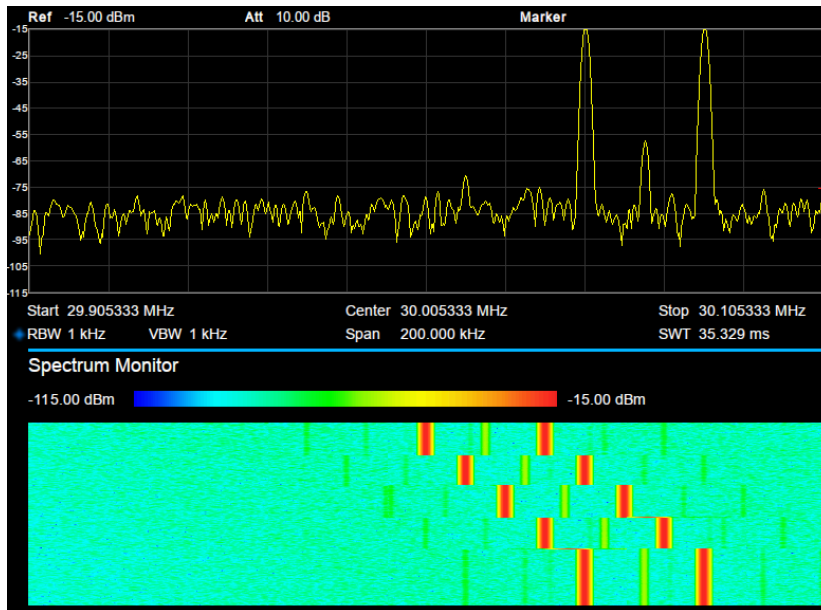 Ref -15.00 dBm Att 10.00 dB Marker
-15
-25
-35
-45
-55
-65
-75
-85
-95
-105
-115
Start 29.905333 MHz Center 30.005333 MHz Stop 30.105333 MHz
RBW 1 kHz VBW 1 kHz Span 200.000 kHz SWT 35.329 ms
Spectrum Monitor
-115.00 dBm -15.00 dBm